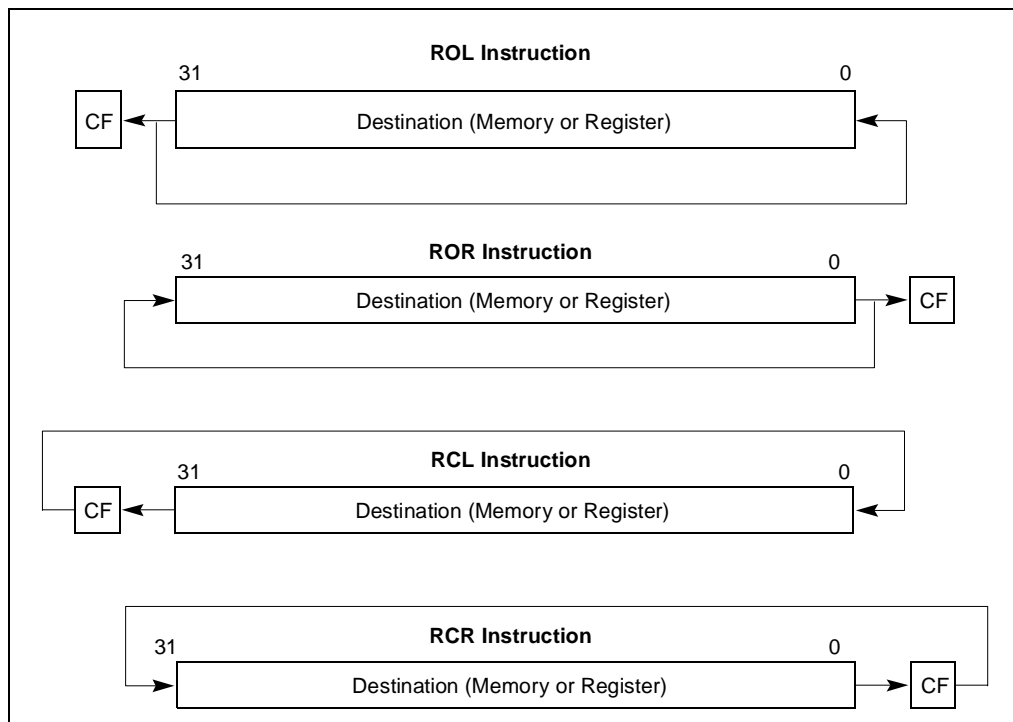 ROL Instruction
31 0
CF Destination (Memory or Register)
ROR Instruction
31 0
Destination (Memory or Register) CF
RCL Instruction
31 0
CF Destination (Memory or Register)
RCR Instruction
31 0
Destination (Memory or Register) CF